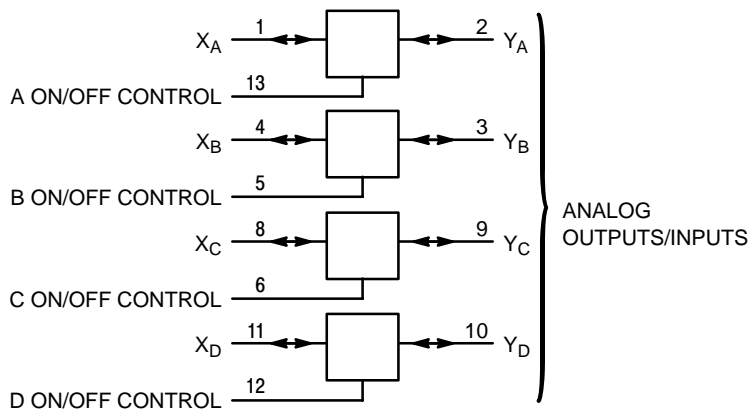 X_A 1 2 Y_A
A ON/OFF CONTROL 13
X_B 4 3 Y_B
B ON/OFF CONTROL 5
X_C 8 9 Y_C
C ON/OFF CONTROL 6
X_D 11 10 Y_D
D ON/OFF CONTROL 12
ANALOG
OUTPUTS/INPUTS